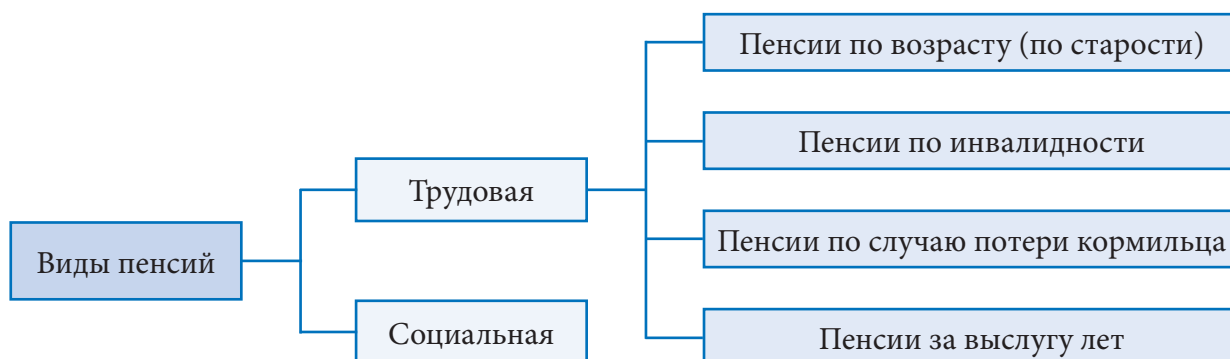 Виды пенсий
Трудовая
Социальная
Пенсии по возрасту (по старости)
Пенсии по инвалидности
Пенсии по случаю потери кормильца
Пенсии за выслугу лет